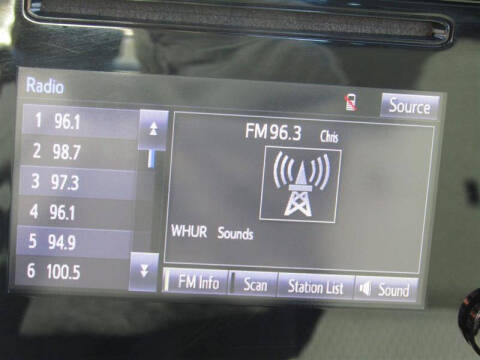 Radio
Source
1 96.1
2 98.7
3 97.3
4 96.1
5 94.9
6 100.5
FM 96.3 Chris
WHUR Sounds
FM Info Scan Station List Sound